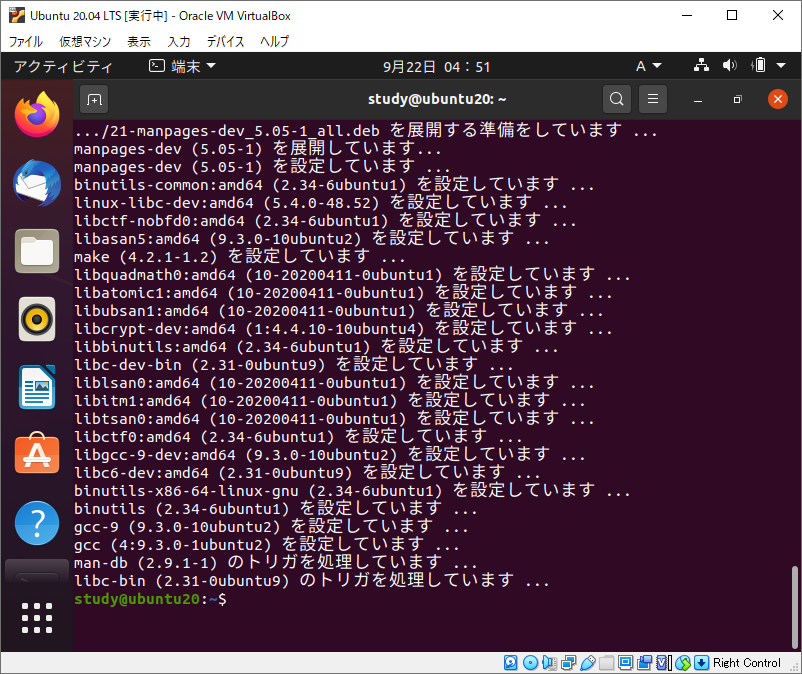 Ubuntu 20.04 LTS [実行中] - Oracle VM VirtualBox
ファイル 仮想マシン 表示 入力 デバイス ヘルプ
アクティビティ 端末 9月22日 04：51 A
study@ubuntu20: ~
.../21-manpages-dev_5.05-1_all.deb を展開する準備をしています ...
manpages-dev (5.05-1) を展開しています...
manpages-dev (5.05-1) を設定しています ...
binutils-common:amd64 (2.34-6ubuntu1) を設定しています ...
linux-libc-dev:amd64 (5.4.0-48.52) を設定しています ...
libctf-nobfd0:amd64 (2.34-6ubuntu1) を設定しています ...
libasan5:amd64 (9.3.0-10ubuntu2) を設定しています ...
make (4.2.1-1.2) を設定しています ...
libquadmath0:amd64 (10-20200411-0ubuntu1) を設定しています ...
libatomic1:amd64 (10-20200411-0ubuntu1) を設定しています ...
libubsan1:amd64 (10-20200411-0ubuntu1) を設定しています ...
libcrypt-dev:amd64 (1:4.4.10-10ubuntu4) を設定しています ...
libbinutils:amd64 (2.34-6ubuntu1) を設定しています ...
libc-dev-bin (2.31-0ubuntu9) を設定しています ...
liblsan0:amd64 (10-20200411-0ubuntu1) を設定しています ...
libitm1:amd64 (10-20200411-0ubuntu1) を設定しています ...
libtsan0:amd64 (10-20200411-0ubuntu1) を設定しています ...
libctf0:amd64 (2.34-6ubuntu1) を設定しています ...
libgcc-9-dev:amd64 (9.3.0-10ubuntu2) を設定しています ...
libc6-dev:amd64 (2.31-0ubuntu9) を設定しています ...
binutils-x86-64-linux-gnu (2.34-6ubuntu1) を設定しています ...
binutils (2.34-6ubuntu1) を設定しています ...
gcc-9 (9.3.0-10ubuntu2) を設定しています ...
gcc (4:9.3.0-1ubuntu2) を設定しています ...
man-db (2.9.1-1) のトリガを処理しています ...
libc-bin (2.31-0ubuntu9) のトリガを処理しています ...
study@ubuntu20:~$
Right Control